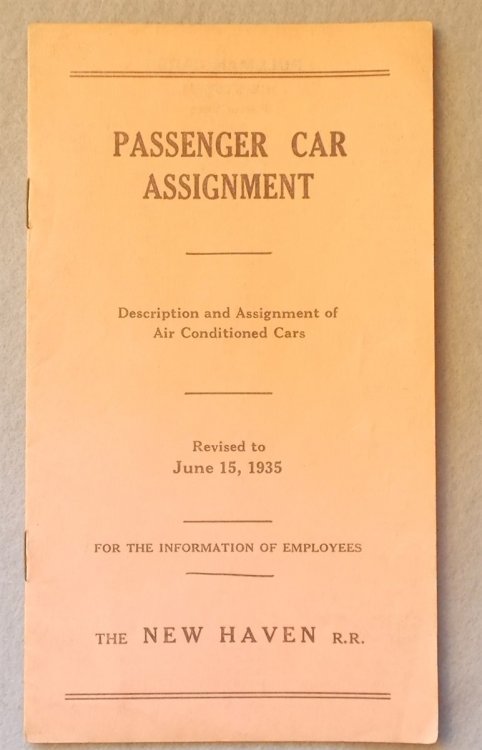 PASSENGER CAR
ASSIGNMENT
Description and Assignment of
Air Conditioned Cars
Revised to
June 15, 1935
FOR THE INFORMATION OF EMPLOYEES
THE NEW HAVEN R.R.